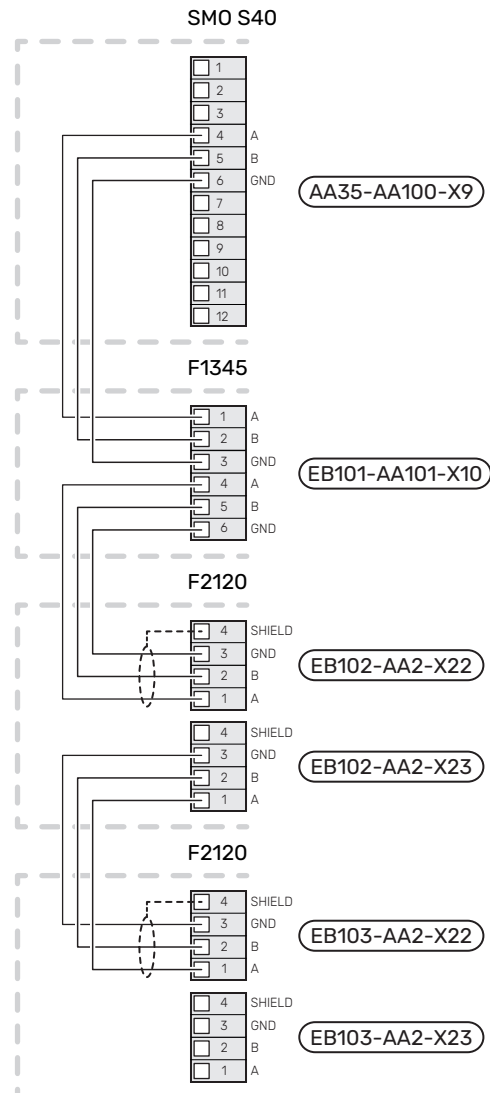 SMO S40
1
2
3
4 A
5 B
6 GND
AA35-AA100-X9
7
8
9
10
11
12
F1345
1 A
2 B
3 GND
EB101-AA101-X10
4 A
5 B
6 GND
F2120
4 SHIELD
3 GND
EB102-AA2-X22
2 B
1 A
4 SHIELD
3 GND
EB102-AA2-X23
2 B
1 A
F2120
4 SHIELD
3 GND
EB103-AA2-X22
2 B
1 A
4 SHIELD
3 GND
EB103-AA2-X23
2 B
1 A